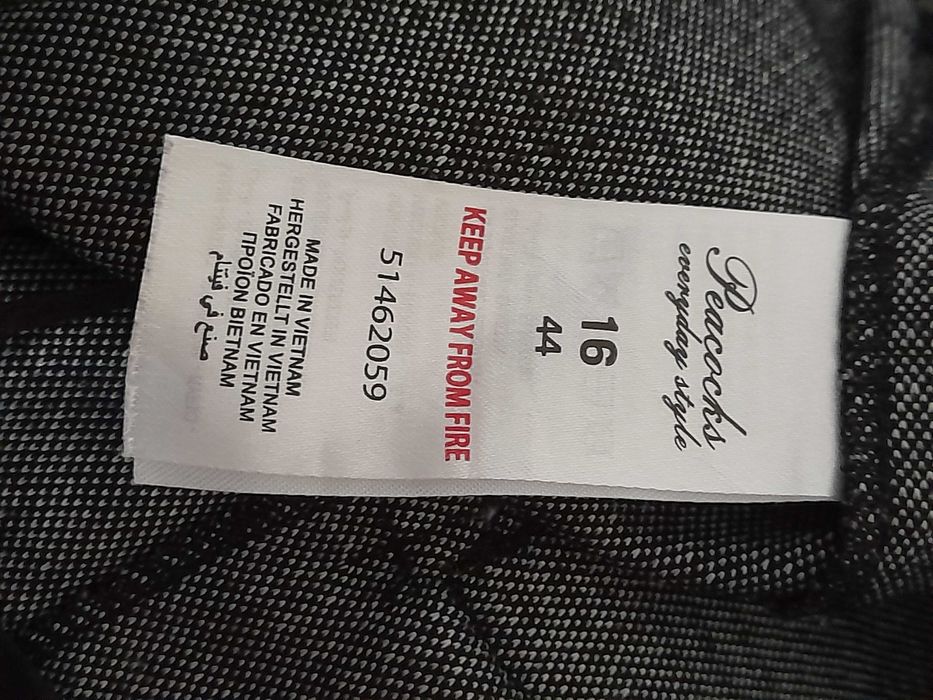 Peacocks
everyday style
16
44
KEEP AWAY FROM FIRE
51462059
MADE IN VIETNAM
HERGESTELLT IN VIETNAM
FABRICADO EN VIETNAM
ΠΡΟΪΟΝ ΒΙΕΤΝΑΜ
صنع في فيتنام